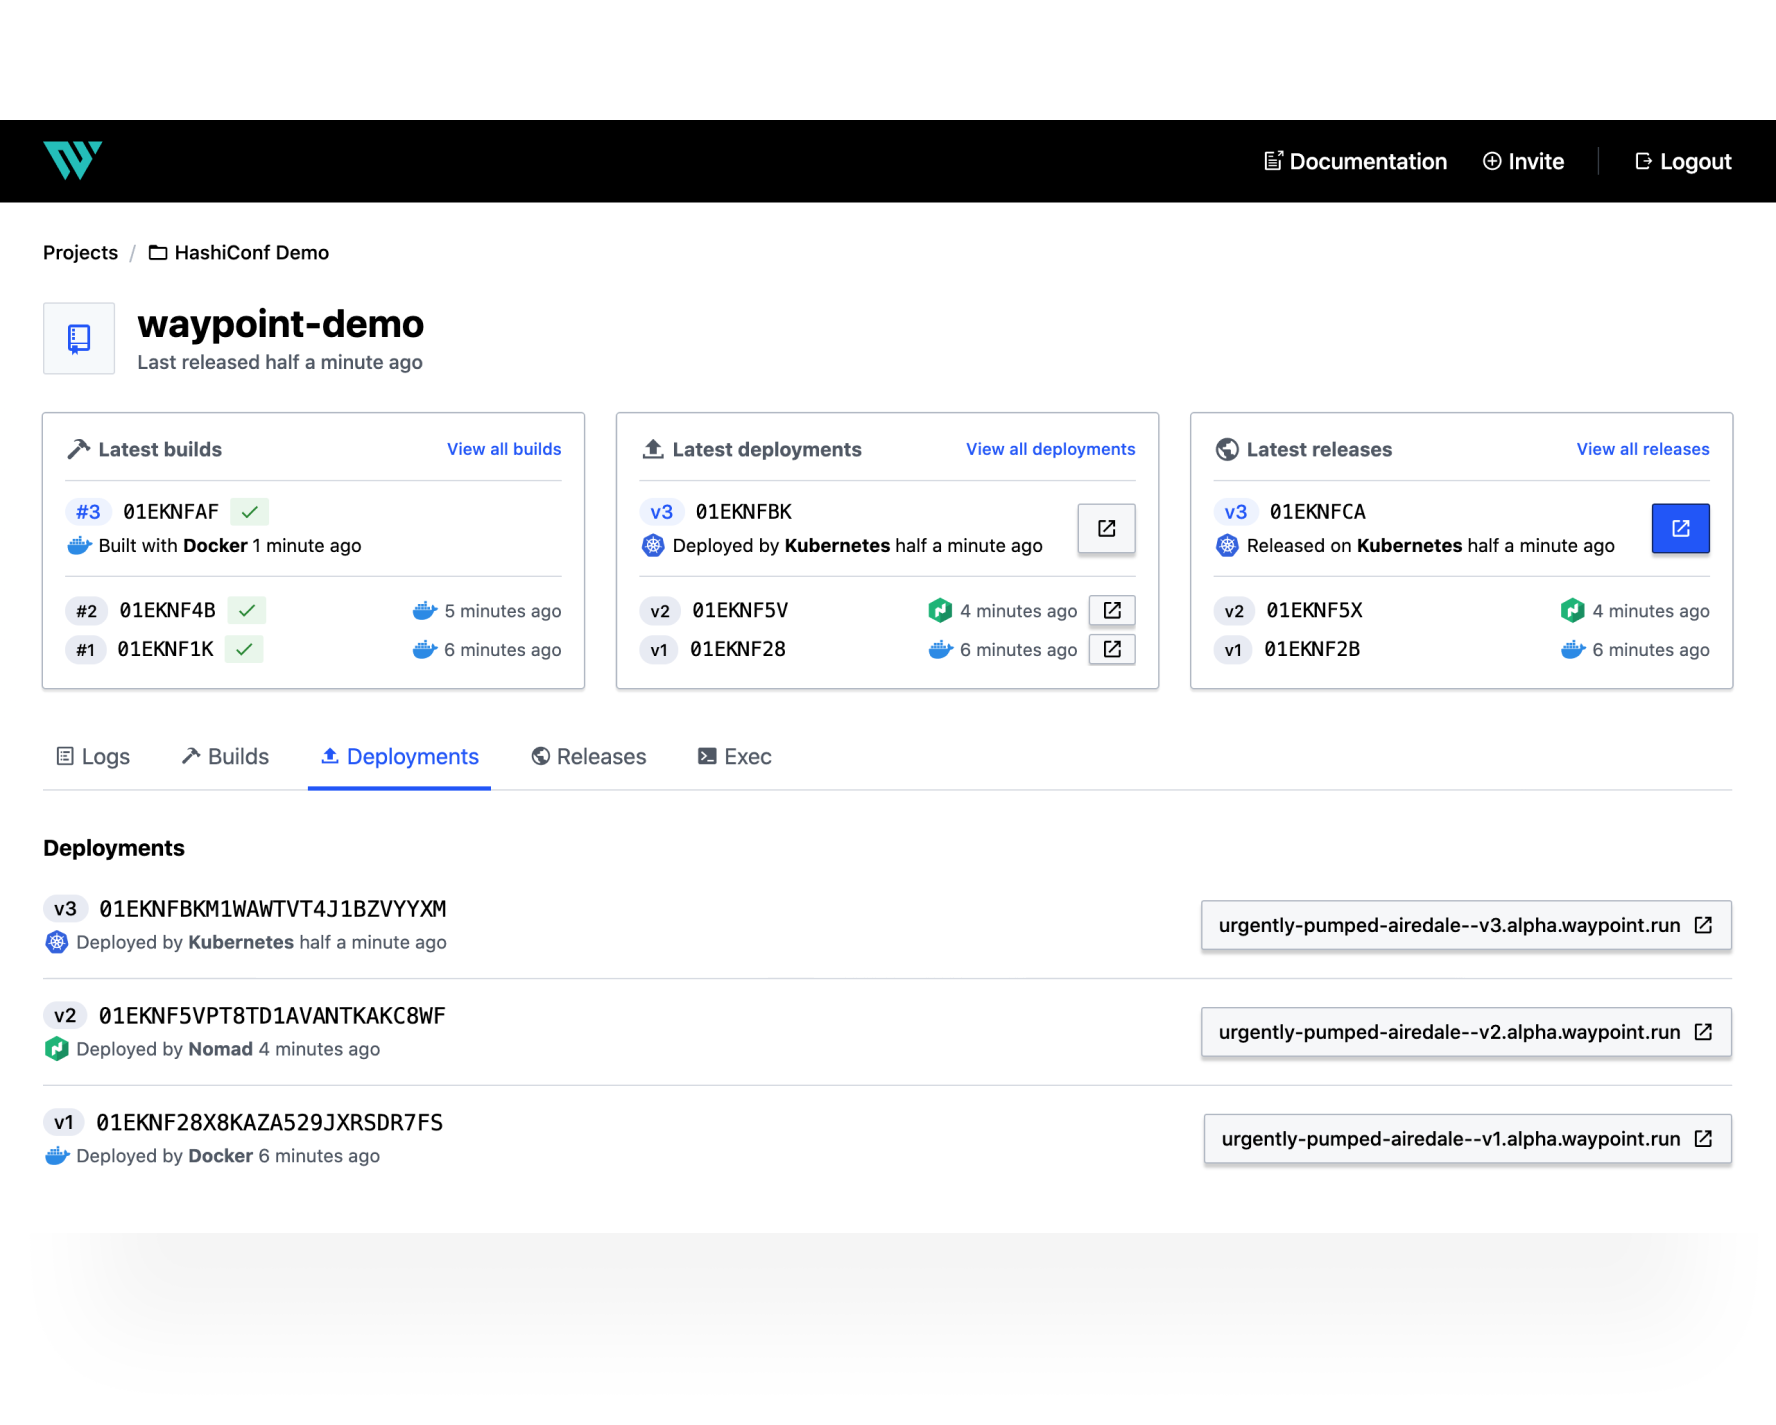 Documentation Invite Logout
Projects / HashiConf Demo
waypoint-demo
Last released half a minute ago
Latest builds View all builds
#3 01EKNFAF
Built with Docker 1 minute ago
#2 01EKNF4B 5 minutes ago
#1 01EKNF1K 6 minutes ago
Latest deployments View all deployments
v3 01EKNFBK
Deployed by Kubernetes half a minute ago
v2 01EKNF5V 4 minutes ago
v1 01EKNF28 6 minutes ago
Latest releases View all releases
v3 01EKNFCA
Released on Kubernetes half a minute ago
v2 01EKNF5X 4 minutes ago
v1 01EKNF2B 6 minutes ago
Logs Builds Deployments Releases Exec
Deployments
v3 01EKNFBKM1WAWTVT4J1BZVYYXM
Deployed by Kubernetes half a minute ago
urgently-pumped-airedale--v3.alpha.waypoint.run
v2 01EKNF5VPT8TD1AVANTKAKC8WF
Deployed by Nomad 4 minutes ago
urgently-pumped-airedale--v2.alpha.waypoint.run
v1 01EKNF28X8KAZA529JXRSDR7FS
Deployed by Docker 6 minutes ago
urgently-pumped-airedale--v1.alpha.waypoint.run